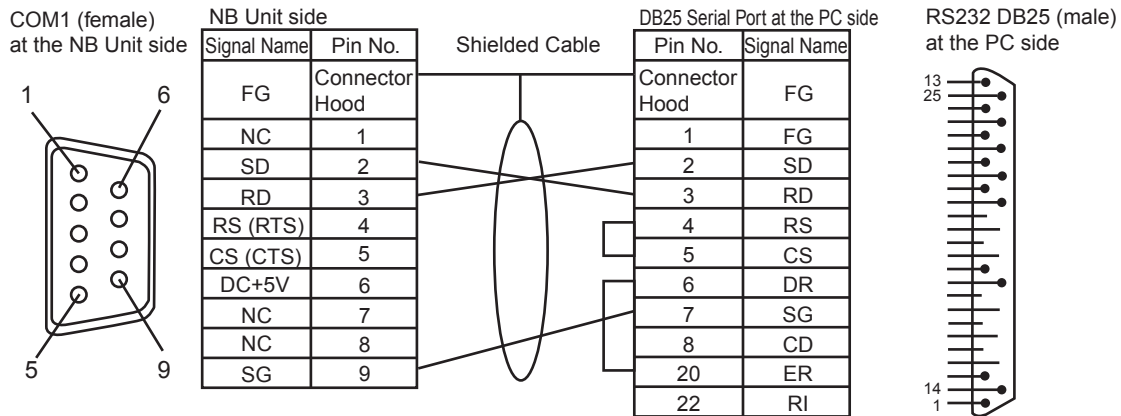 COM1 (female)
at the NB Unit side
1 6
5 9
NB Unit side
Signal Name Pin No.
FG Connector Hood
NC 1
SD 2
RD 3
RS (RTS) 4
CS (CTS) 5
DC+5V 6
NC 7
NC 8
SG 9
Shielded Cable
DB25 Serial Port at the PC side
Pin No. Signal Name
Connector Hood FG
1 FG
2 SD
3 RD
4 RS
5 CS
6 DR
7 SG
8 CD
20 ER
22 RI
RS232 DB25 (male)
at the PC side
13
25
14
1